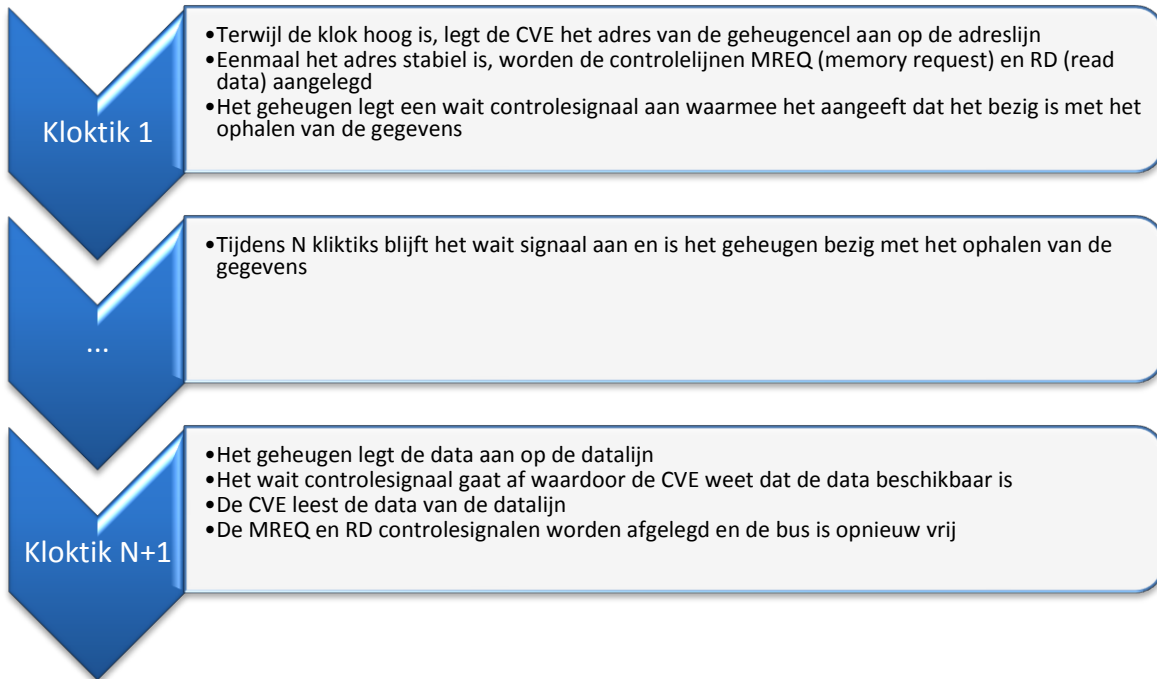 Kloktik 1
•Terwijl de klok hoog is, legt de CVE het adres van de geheugencel aan op de adreslijn
•Eenmaal het adres stabiel is, worden de controlelijnen MREQ (memory request) en RD (read
data) aangelegd
•Het geheugen legt een wait controlesignaal aan waarmee het aangeeft dat het bezig is met het
ophalen van de gegevens
...
•Tijdens N kliktiks blijft het wait signaal aan en is het geheugen bezig met het ophalen van de
gegevens
Kloktik N+1
•Het geheugen legt de data aan op de datalijn
•Het wait controlesignaal gaat af waardoor de CVE weet dat de data beschikbaar is
•De CVE leest de data van de datalijn
•De MREQ en RD controlesignalen worden afgelegd en de bus is opnieuw vrij